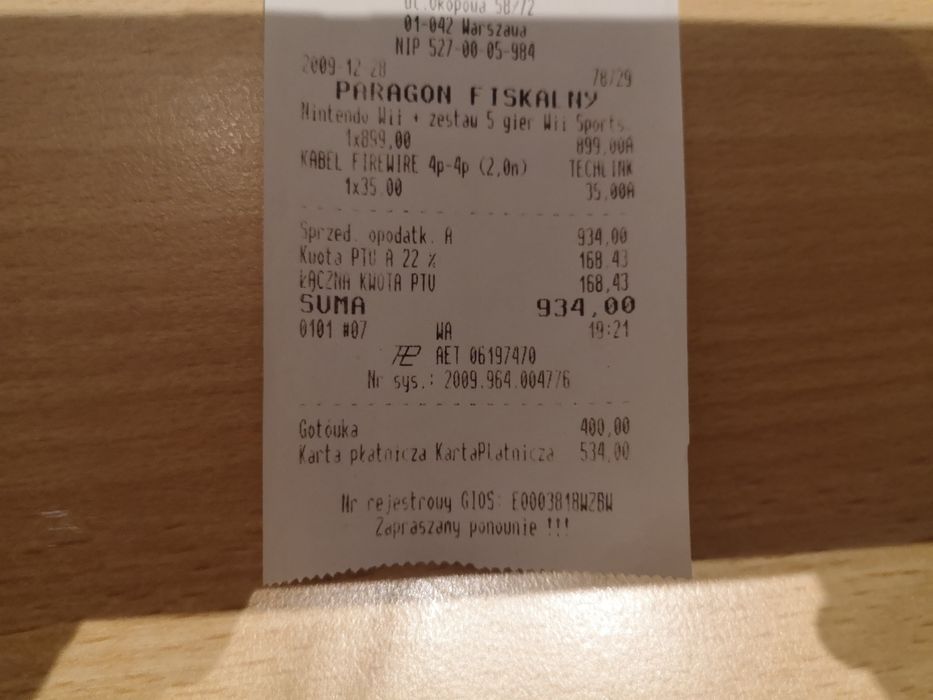 ul.Okopowa 58/72
01-042 Warszawa
NIP 527-00-05-984
2009-12-28 78/29
PARAGON FISKALNY
Nintendo Wii + zestaw 5 gier Wii Sports.
1x899,00 899,00A
KABEL FIREWIRE 4p-4p (2,0m) TECHLINK
1x35.00 35,00A
Sprzed. opodatk. A 934,00
Kwota PTU A 22 % 168,43
ŁĄCZNA KWOTA PTU 168,43
SUMA 934,00
0101 #07 WA 19:21
AET 06197470
Nr sys.: 2009.964.004776
Gotówka 400,00
Karta płatnicza KartaPlatnicza 534,00
Nr rejestrowy GIOS: E0003818WZBW
Zapraszamy ponownie !!!